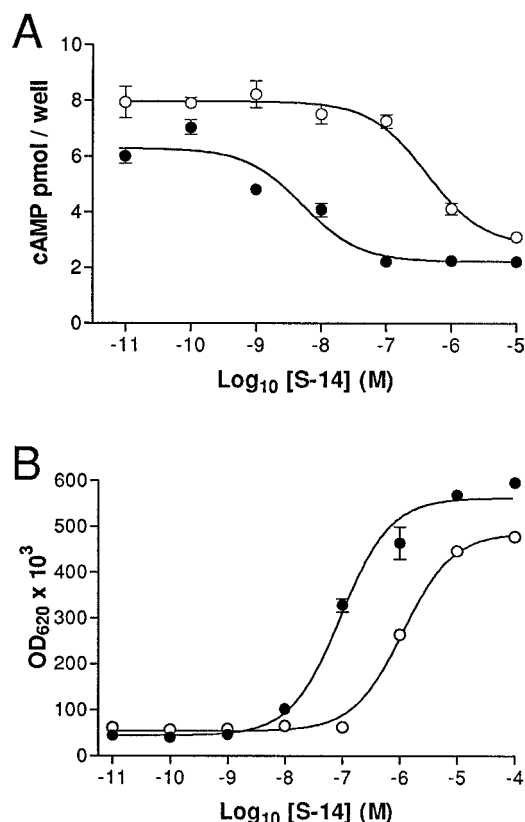 A
cAMP pmol / well
10
8
6
4
2
0
-11 -10 -9 -8 -7 -6 -5
Log₁₀ [S-14] (M)
B
OD₆₂₀ x 10³
600
500
400
300
200
100
0
-11 -10 -9 -8 -7 -6 -5 -4
Log₁₀ [S-14] (M)